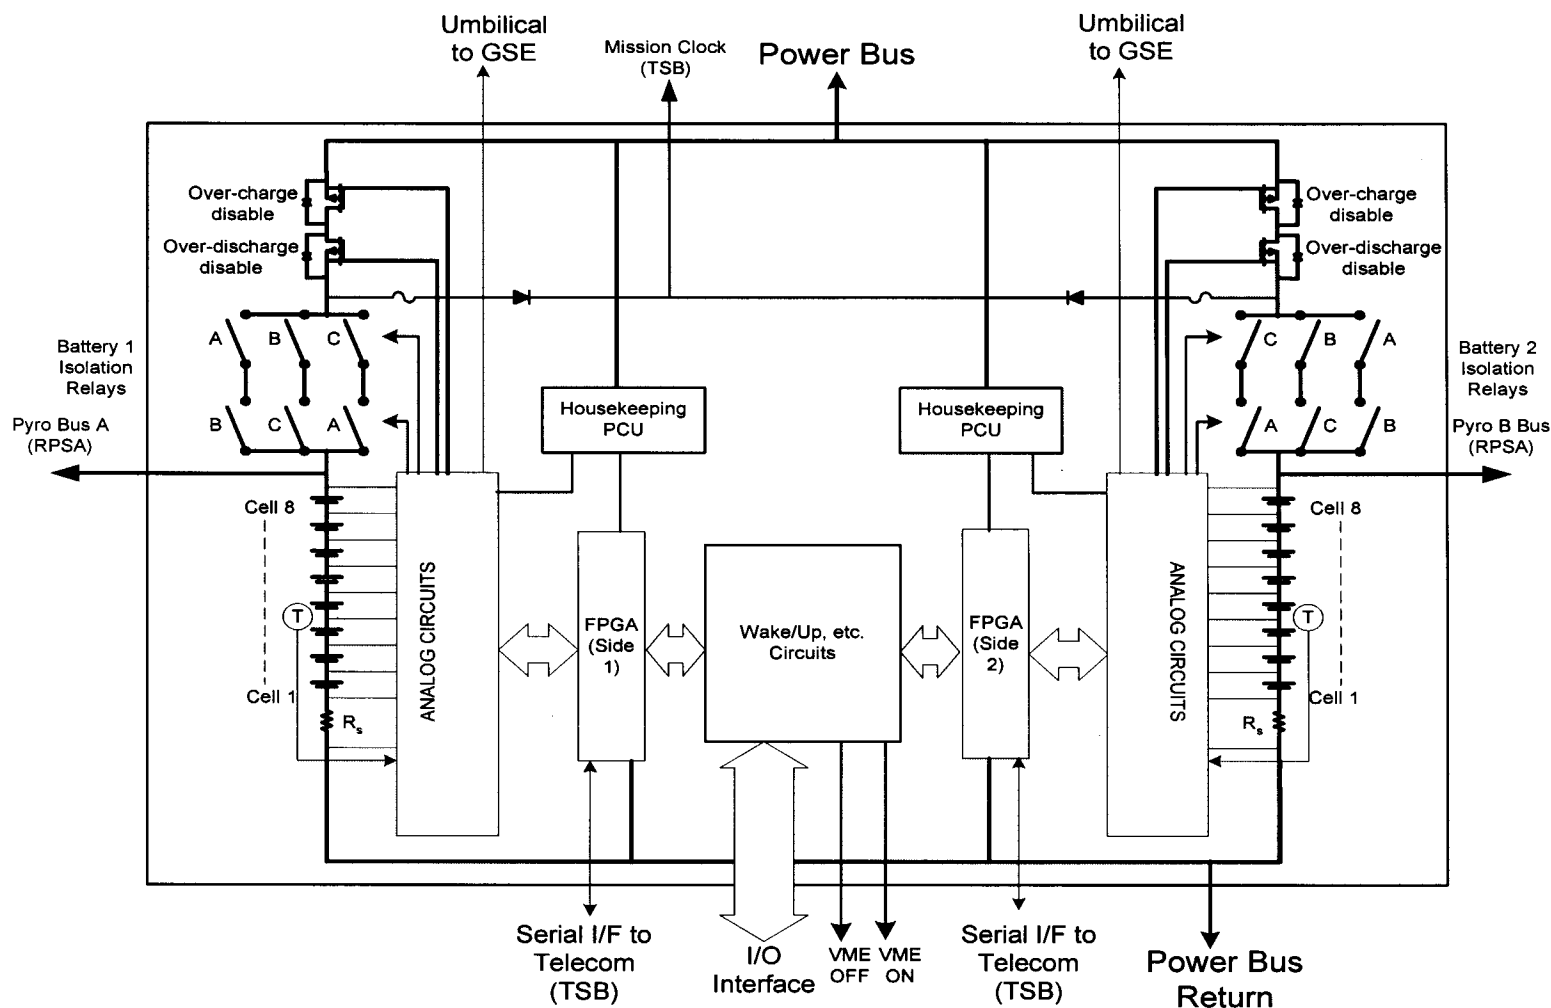 Umbilical
to GSE
Mission Clock
(TSB)
Power Bus
Umbilical
to GSE
Over-charge
disable
Over-discharge
disable
Over-charge
disable
Over-discharge
disable
A
B
C
C
B
A
Battery 1
Isolation
Relays
Battery 2
Isolation
Relays
B
C
A
A
C
B
Pyro Bus A
(RPSA)
Pyro B Bus
(RPSA)
Housekeeping
PCU
Housekeeping
PCU
Cell 8
Cell 8
T
T
Cell 1
Cell 1
Rs
Rs
ANALOG CIRCUITS
FPGA
(Side
1)
Wake/Up, etc.
Circuits
FPGA
(Side
2)
ANALOG CIRCUITS
Serial I/F to
Telecom
(TSB)
I/O
Interface
VME
OFF
VME
ON
Serial I/F to
Telecom
(TSB)
Power Bus
Return